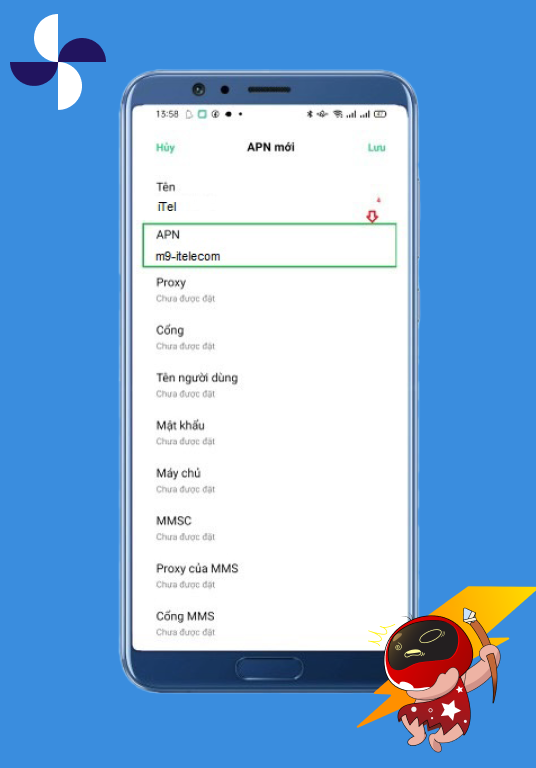 13:58
Hủy
APN mới
Lưu
Tên
iTel
4
APN
m9-itelecom
Proxy
Chưa được đặt
Cổng
Chưa được đặt
Tên người dùng
Chưa được đặt
Mật khẩu
Chưa được đặt
Máy chủ
Chưa được đặt
MMSC
Chưa được đặt
Proxy của MMS
Chưa được đặt
Cổng MMS
Chưa được đặt